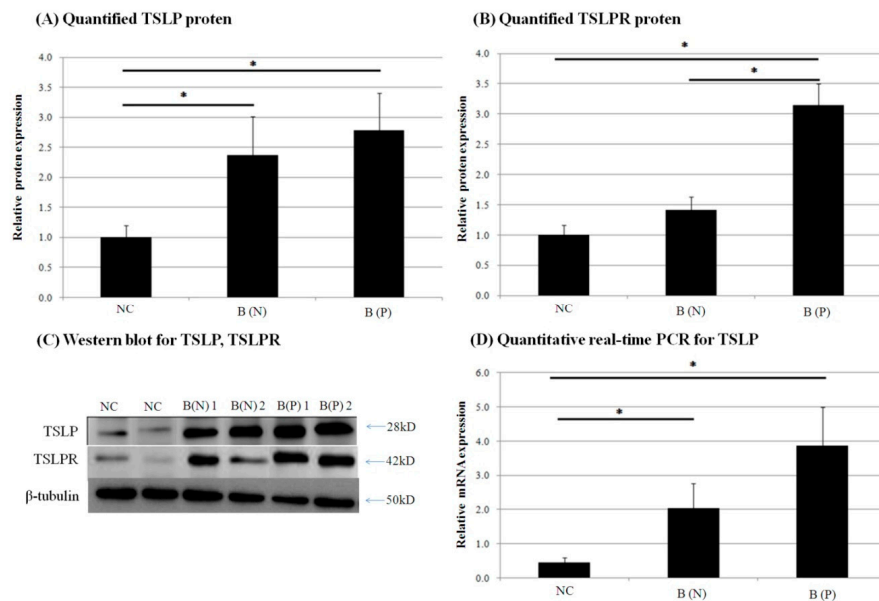 (A) Quantified TSLP proten
*
*
4.0
3.5
3.0
2.5
2.0
1.5
1.0
0.5
0.0
Relative proten expression
NC
B (N)
B (P)
(B) Quantified TSLPR proten
*
*
4.0
3.5
3.0
2.5
2.0
1.5
1.0
0.5
0.0
Relative proten expression
NC
B (N)
B (P)
(C) Western blot for TSLP, TSLPR
NC NC B(N) 1 B(N) 2 B(P) 1 B(P) 2
TSLP 28kD
TSLPR 42kD
β-tubulin 50kD
(D) Quantitative real-time PCR for TSLP
*
*
6.0
5.0
4.0
3.0
2.0
1.0
0.0
Relative mRNA expression
NC
B (N)
B (P)